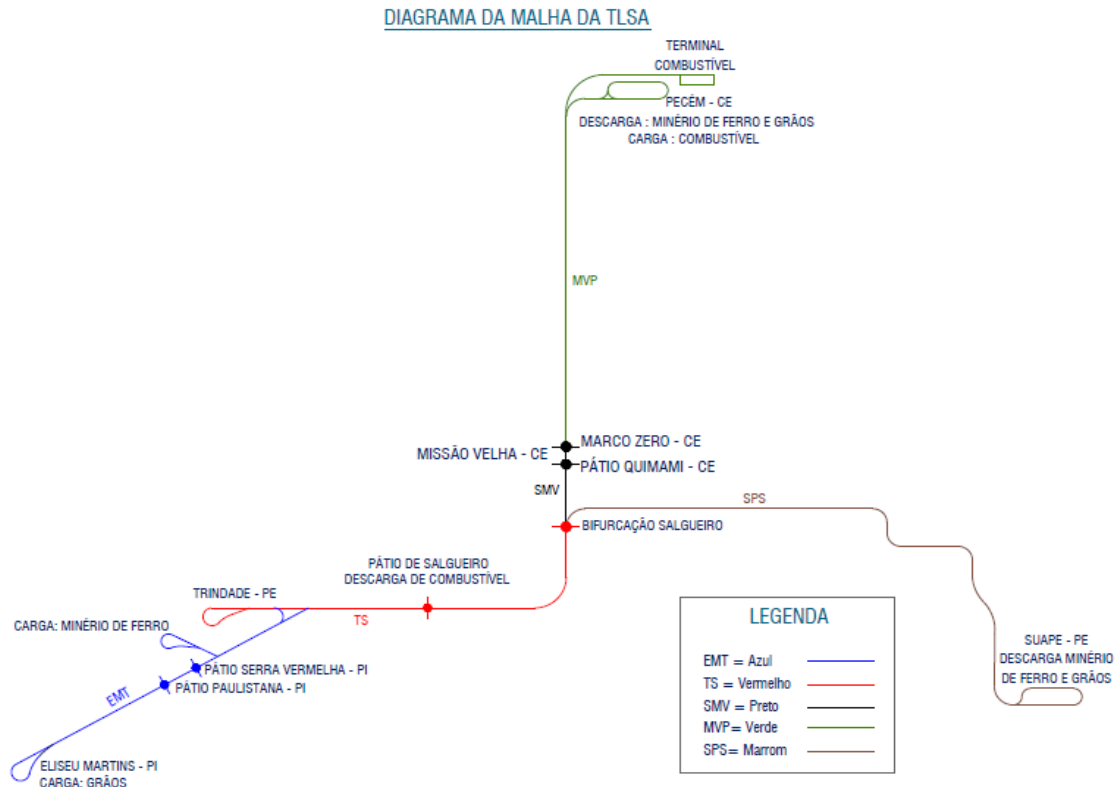 DIAGRAMA DA MALHA DA TLSA
TERMINAL
COMBUSTÍVEL
PECÉM - CE
DESCARGA : MINÉRIO DE FERRO E GRÃOS
CARGA : COMBUSTÍVEL
MVP
MARCO ZERO - CE
MISSÃO VELHA - CE
PÁTIO QUIMAMI - CE
SMV
SPS
BIFURCAÇÃO SALGUEIRO
PÁTIO DE SALGUEIRO
DESCARGA DE COMBUSTÍVEL
TRINDADE - PE
TS
CARGA: MINÉRIO DE FERRO
PÁTIO SERRA VERMELHA - PI
PÁTIO PAULISTANA - PI
EMT
ELISEU MARTINS - PI
CARGA: GRÃOS
SUAPE - PE
DESCARGA MINÉRIO
DE FERRO E GRÃOS
LEGENDA
EMT = Azul
TS = Vermelho
SMV = Preto
MVP= Verde
SPS= Marrom